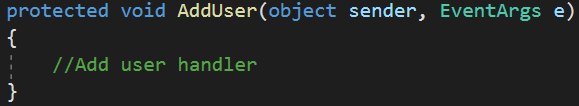 protected void AddUser(object sender, EventArgs e)
{
    //Add user handler
}